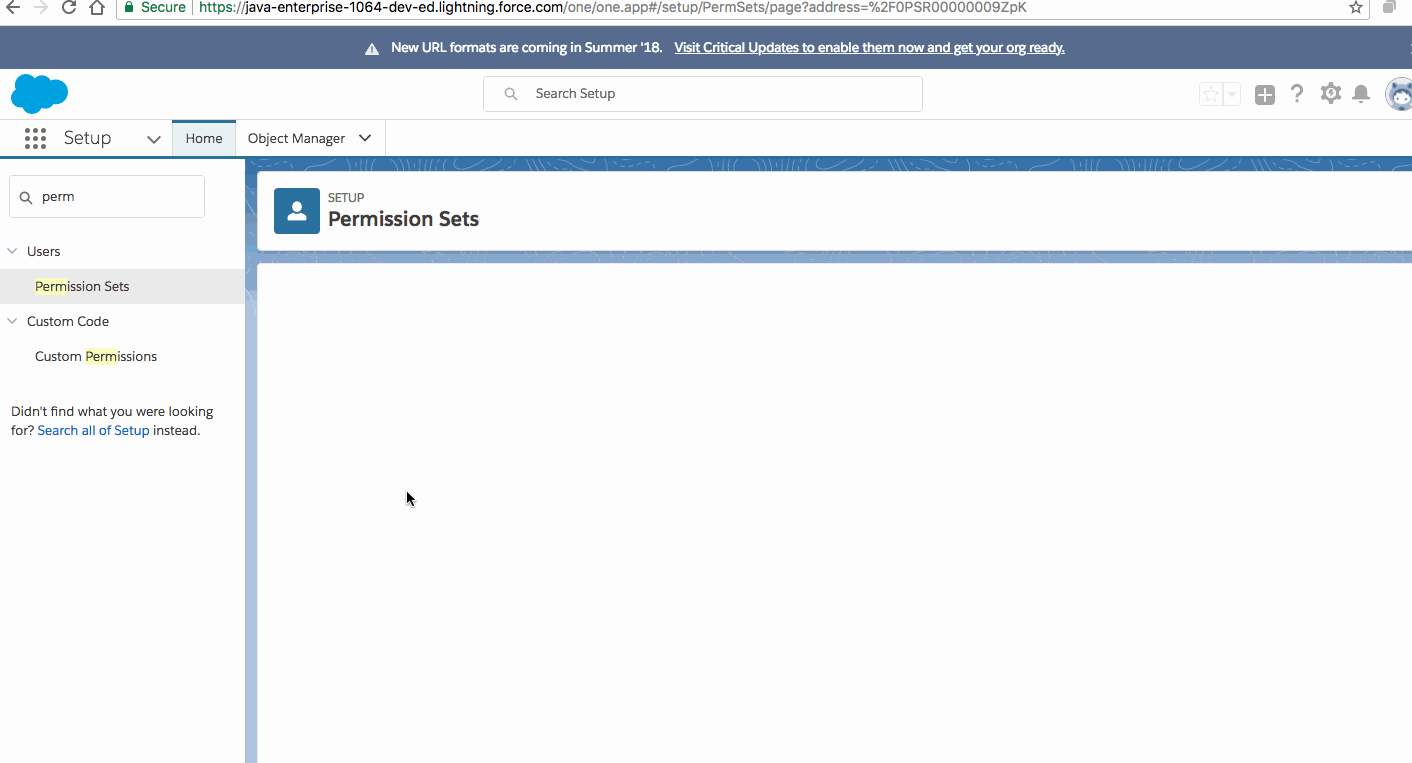 Secure https://java-enterprise-1064-dev-ed.lightning.force.com/one/one.app#/setup/PermSets/page?address=%2F0PSR00000009ZpK
New URL formats are coming in Summer '18. Visit Critical Updates to enable them now and get your org ready.
Search Setup
Setup Home Object Manager
perm
SETUP
Permission Sets
Users
Permission Sets
Custom Code
Custom Permissions
Didn't find what you were looking
for? Search all of Setup instead.